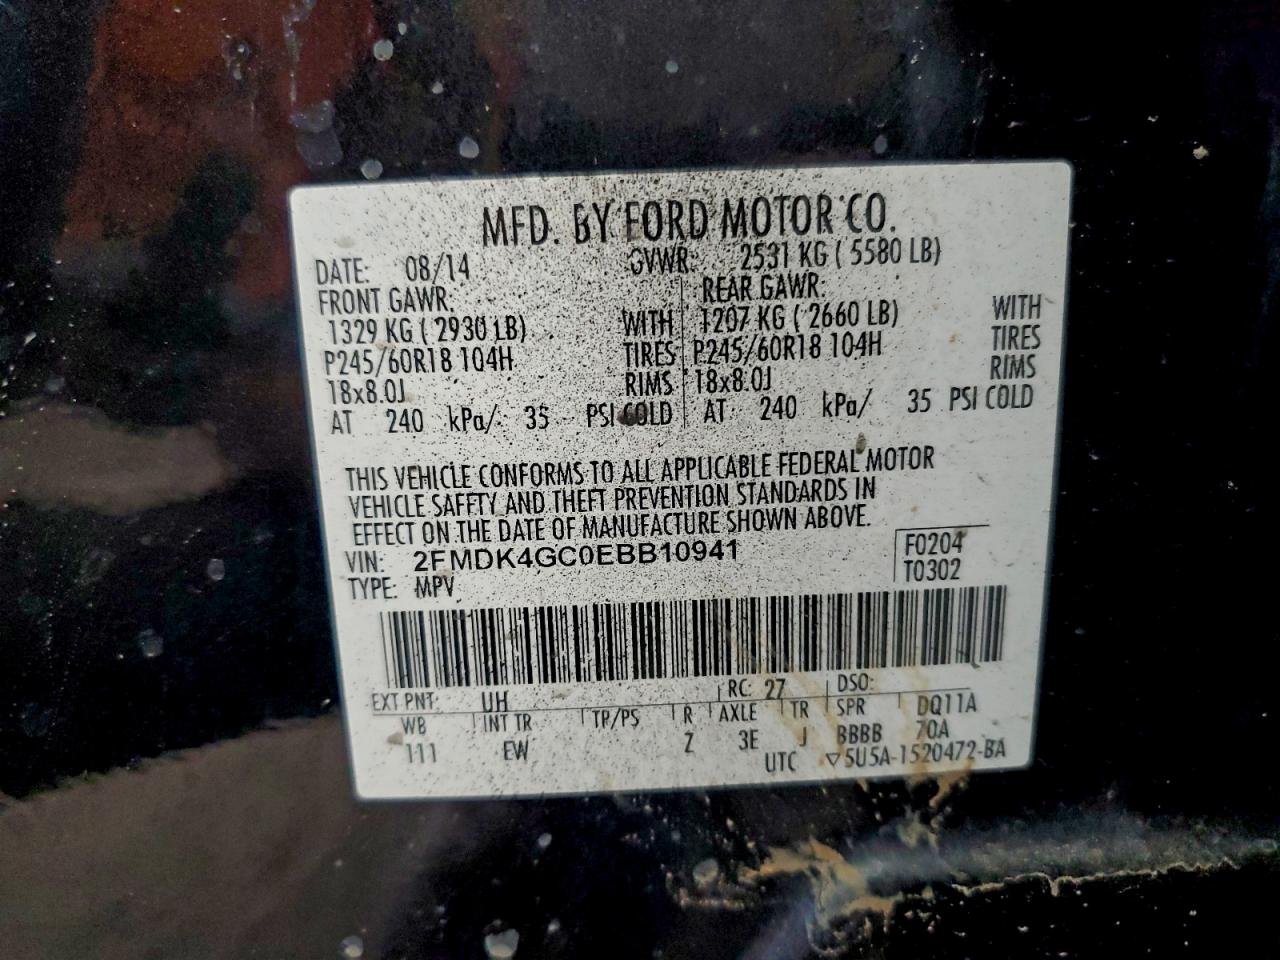 MFD. BY FORD MOTOR CO.
DATE: 08/14 GVWR: 2531 KG ( 5580 LB)
FRONT GAWR: REAR GAWR:
1329 KG ( 2930 LB) WITH 1207 KG ( 2660 LB) WITH
P245/60R18 104H TIRES P245/60R18 104H TIRES
18x8.0J RIMS 18x8.0J RIMS
AT 240 kPa/ 35 PSI COLD AT 240 kPa/ 35 PSI COLD
THIS VEHICLE CONFORMS TO ALL APPLICABLE FEDERAL MOTOR
VEHICLE SAFETY AND THEFT PREVENTION STANDARDS IN
EFFECT ON THE DATE OF MANUFACTURE SHOWN ABOVE.
VIN: 2FMDK4GC0EBB10941 F0204
TYPE: MPV T0302
EXT PNT: UH RC: 27 DSO:
WB INT TR TP/PS R AXLE TR SPR DQ11A
111 EW Z 3E J BBBB 70A
UTC ▽5U5A-1520472-BA